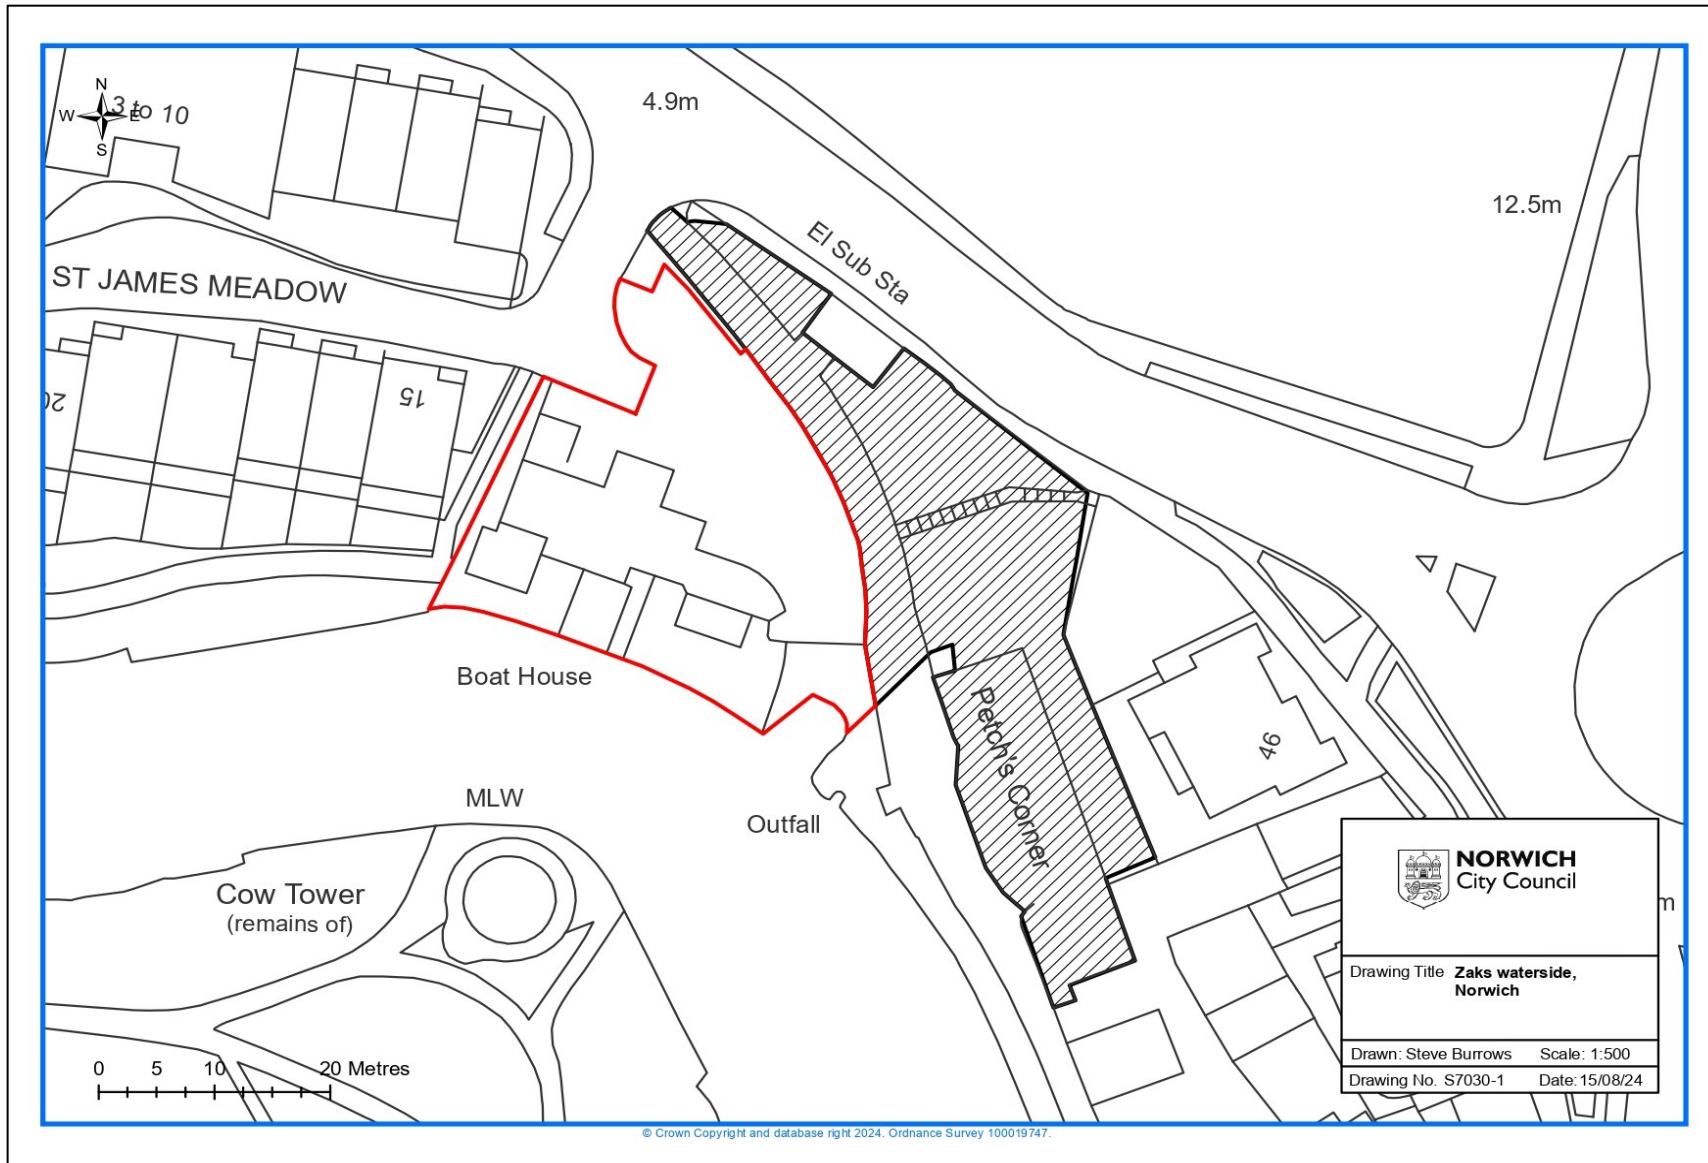 N
W
E
S
3 to 10
4.9m
12.5m
El Sub Sta
ST JAMES MEADOW
20
15
Boat House
Petch's Corner
46
MLW
Outfall
Cow Tower
(remains of)
m
0 5 10 20 Metres
NORWICH
City Council
Drawing Title Zaks waterside,
Norwich
Drawn: Steve Burrows Scale: 1:500
Drawing No. S7030-1 Date: 15/08/24
© Crown Copyright and database right 2024. Ordnance Survey 100019747.